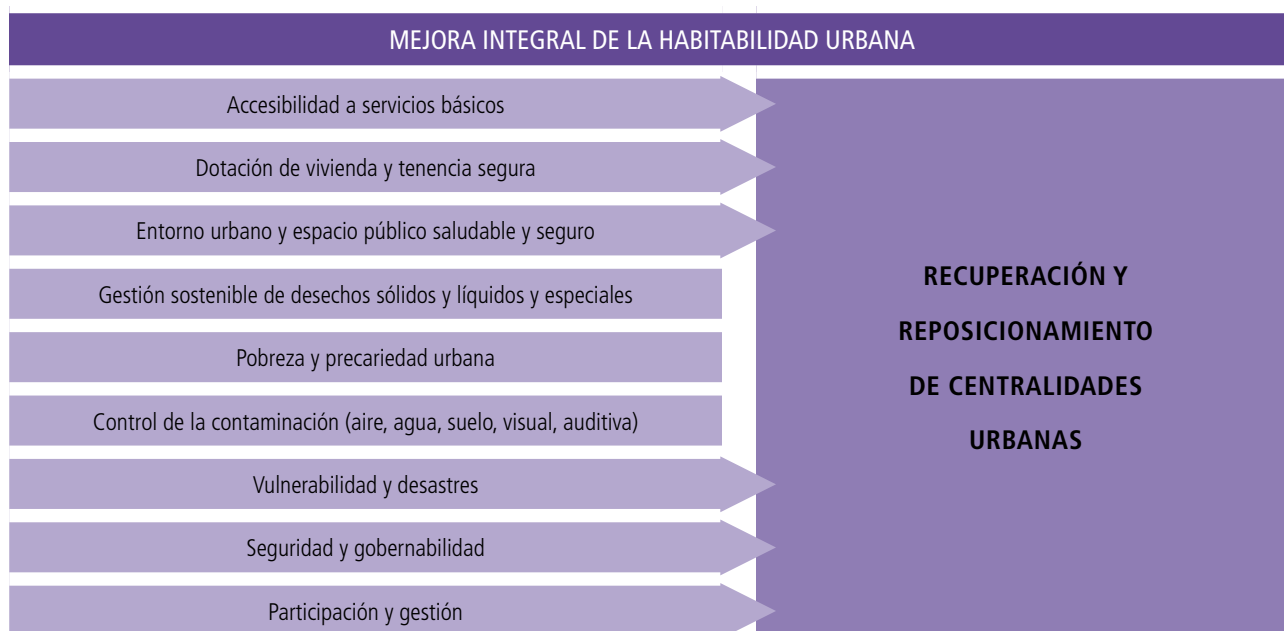 MEJORA INTEGRAL DE LA HABITABILIDAD URBANA
Accesibilidad a servicios básicos
Dotación de vivienda y tenencia segura
Entorno urbano y espacio público saludable y seguro
Gestión sostenible de desechos sólidos y líquidos y especiales
Pobreza y precariedad urbana
Control de la contaminación (aire, agua, suelo, visual, auditiva)
Vulnerabilidad y desastres
Seguridad y gobernabilidad
Participación y gestión
RECUPERACIÓN Y
REPOSICIONAMIENTO
DE CENTRALIDADES
URBANAS